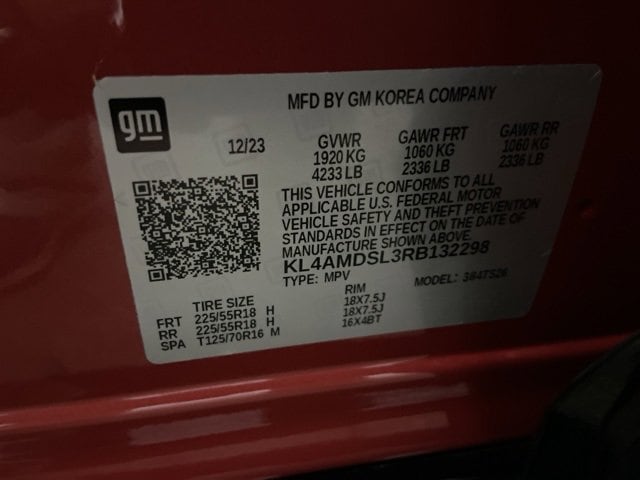 gm
MFD BY GM KOREA COMPANY
12/23 GVWR GAWR FRT GAWR RR
1920 KG 1060 KG 1060 KG
4233 LB 2336 LB 2336 LB
THIS VEHICLE CONFORMS TO ALL
APPLICABLE U.S. FEDERAL MOTOR
VEHICLE SAFETY AND THEFT PREVENTION
STANDARDS IN EFFECT ON THE DATE OF
MANUFACTURE SHOWN ABOVE.
KL4AMDSL3RB132298
TYPE: MPV MODEL: 384TS26
TIRE SIZE RIM
FRT 225/55R18 H 18X7.5J
RR 225/55R18 H 18X7.5J
SPA T125/70R16 M 16X4BT